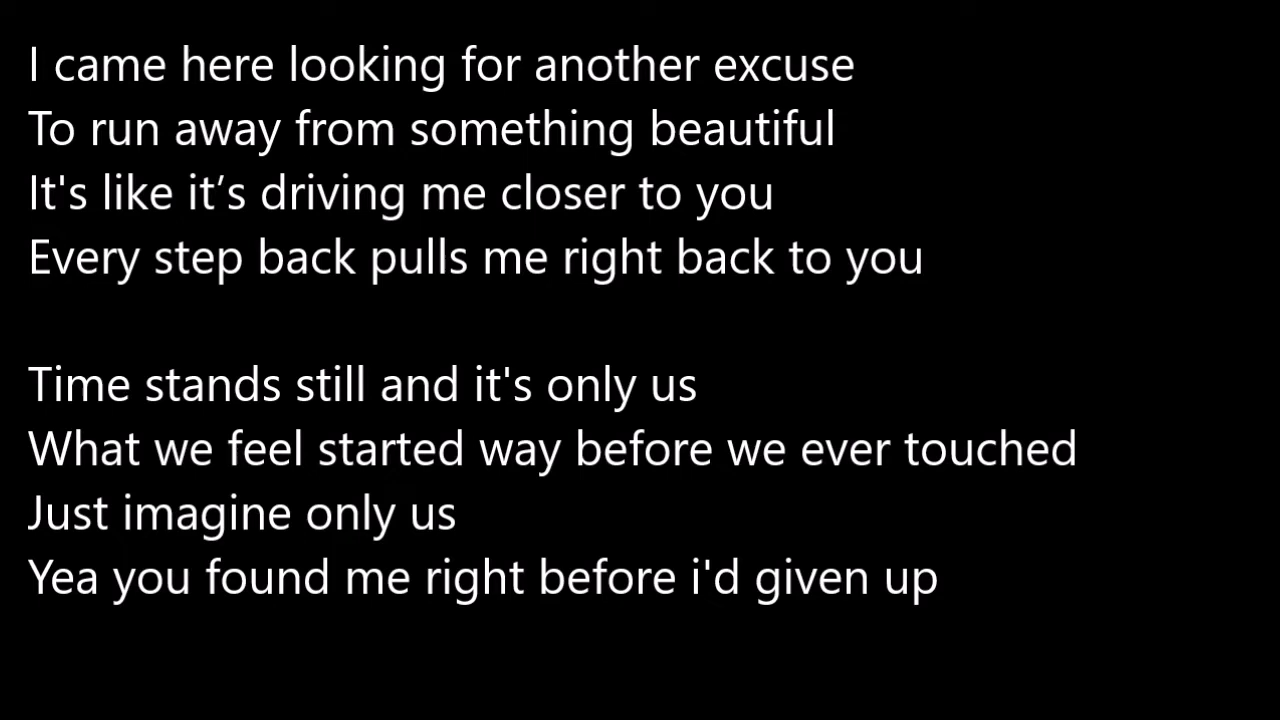 I came here looking for another excuse
To run away from something beautiful
It's like it’s driving me closer to you
Every step back pulls me right back to you
Time stands still and it's only us
What we feel started way before we ever touched
Just imagine only us
Yea you found me right before i'd given up